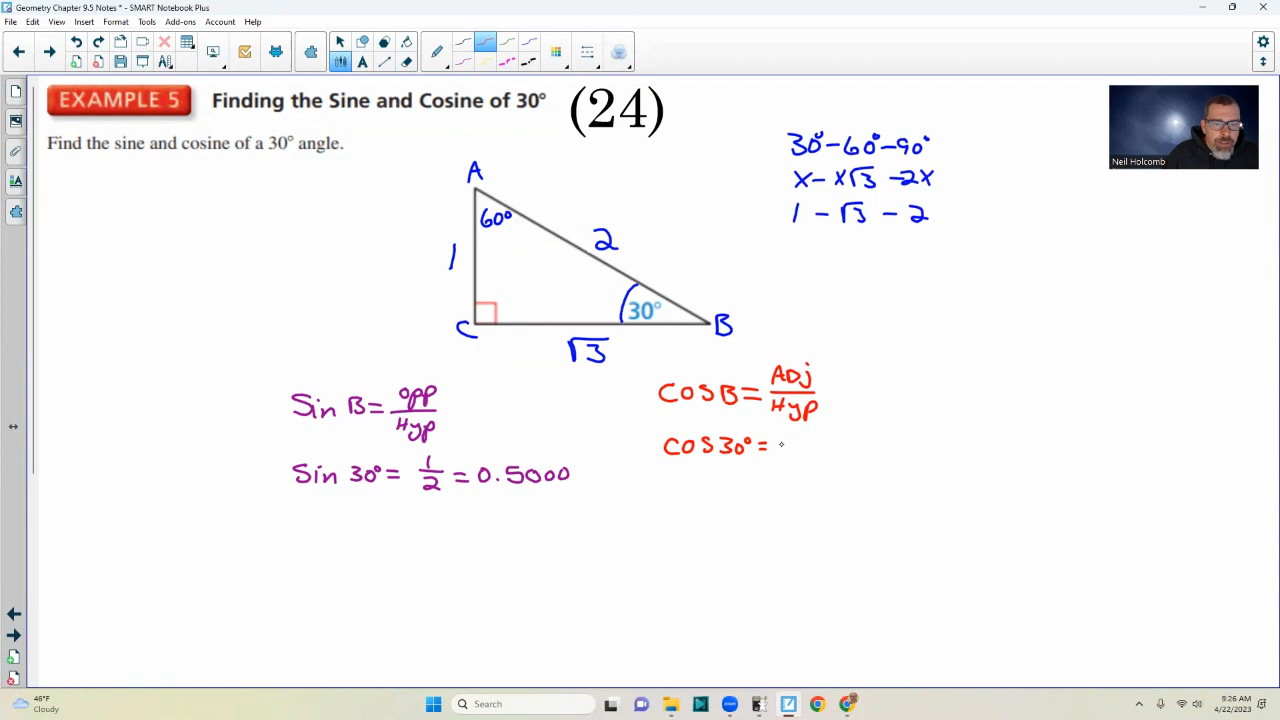 Geometry Chapter 9.5 Notes * - SMART Notebook Plus
File Edit View Insert Format Tools Add-ons Account Help
EXAMPLE 5 Finding the Sine and Cosine of 30° (24)
Find the sine and cosine of a 30° angle.
Neil Holcomb
30° - 60° - 90°
x - x√3 - 2x
1 - √3 - 2
A
60°
1
2
30°
C
B
√3
Sin B = opp/Hyp
Sin 30° = 1/2 = 0.5000
COS B = ADj/Hyp
COS 30° =
46°F
Cloudy
Search
9:26 AM
4/22/2023